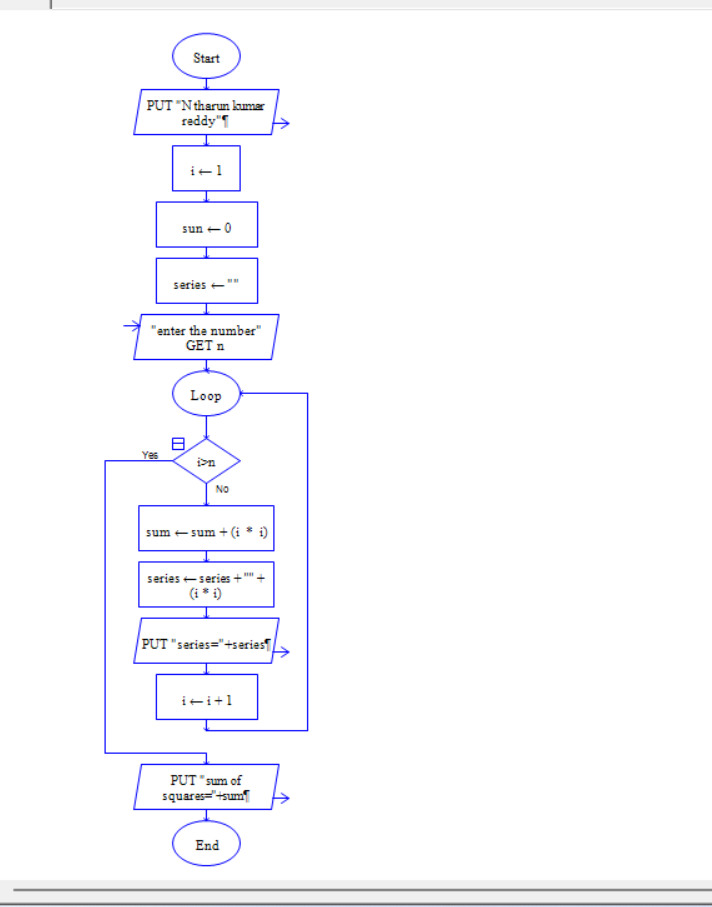 Start
PUT "N tharun kumar
reddy"¶
i ← 1
sun ← 0
series ← ""
"enter the number"
GET n
Loop
Yes
i>n
No
sum ← sum + (i * i)
series ← series + "" +
(i * i)
PUT "series="+series¶
i ← i + 1
PUT "sum of
squares="+sum¶
End